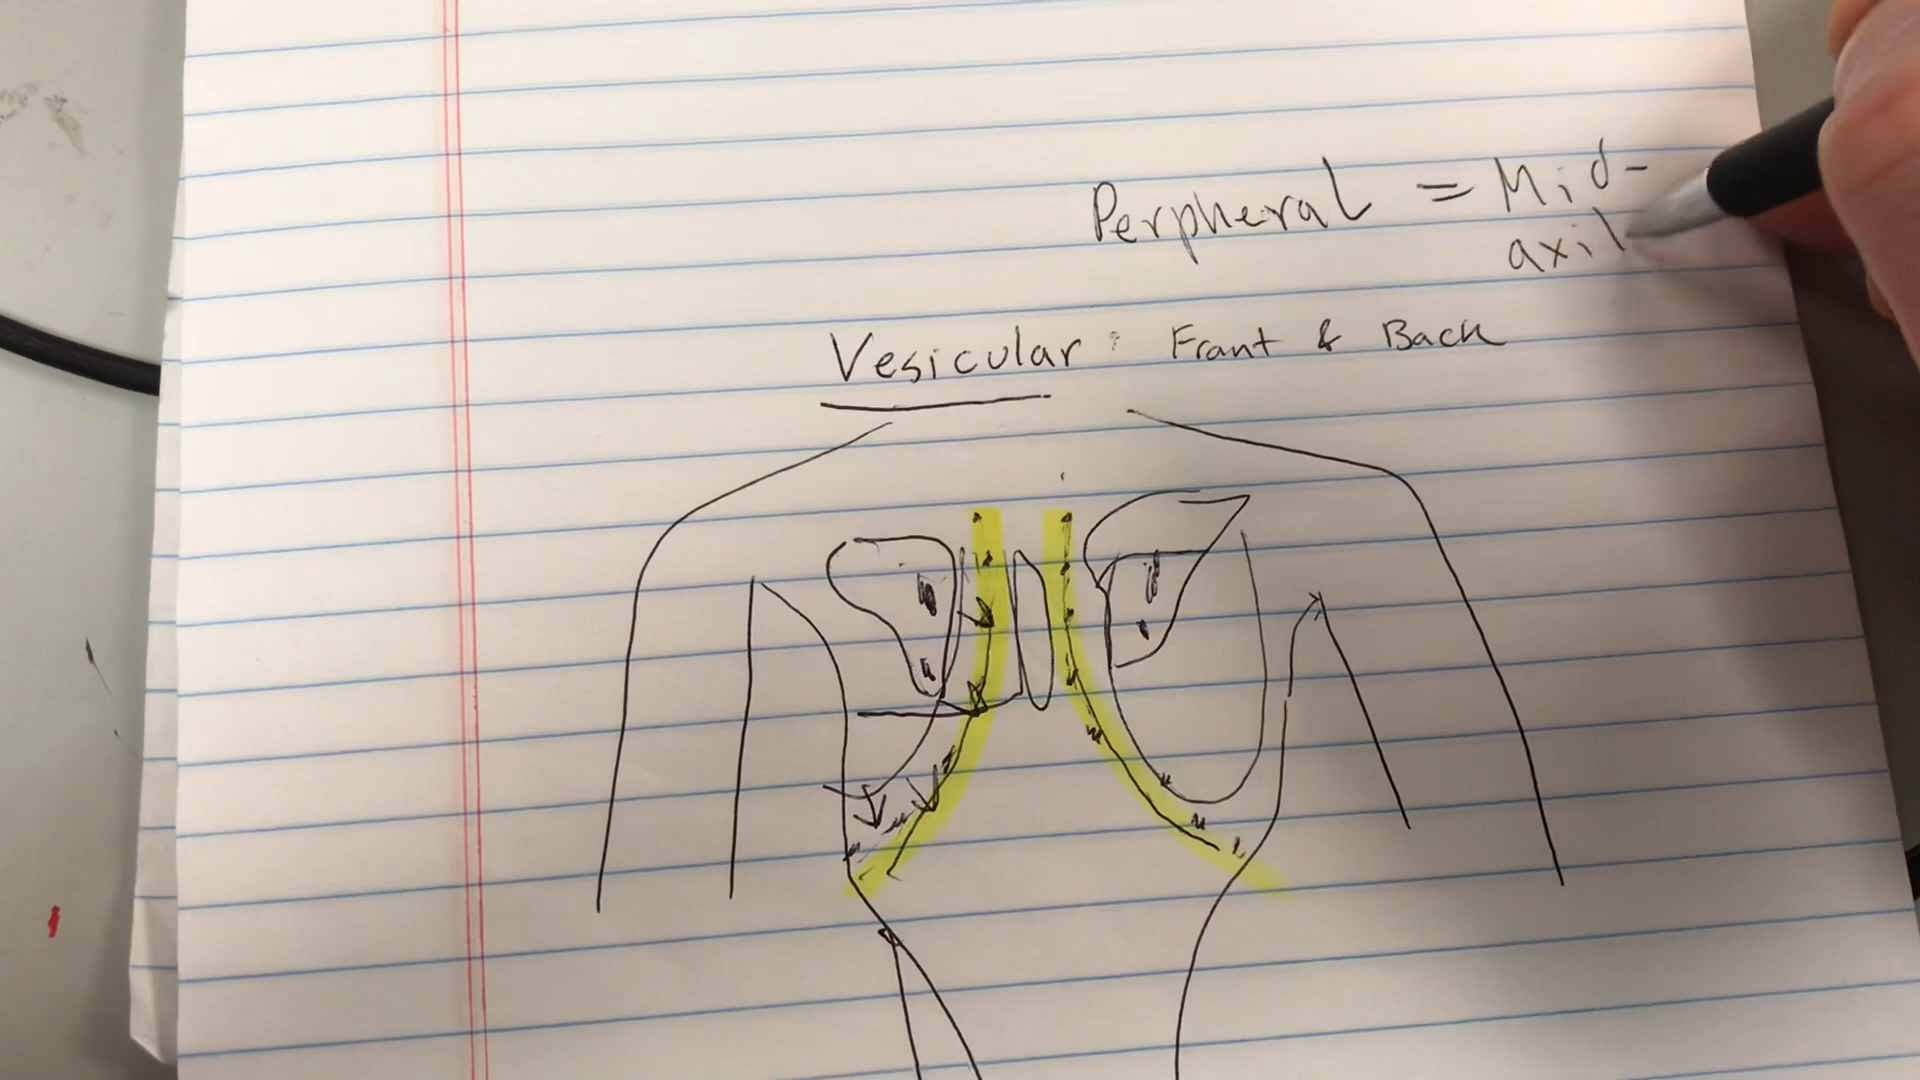 Perpheral = Mid-
axil
Vesicular: Front & Back